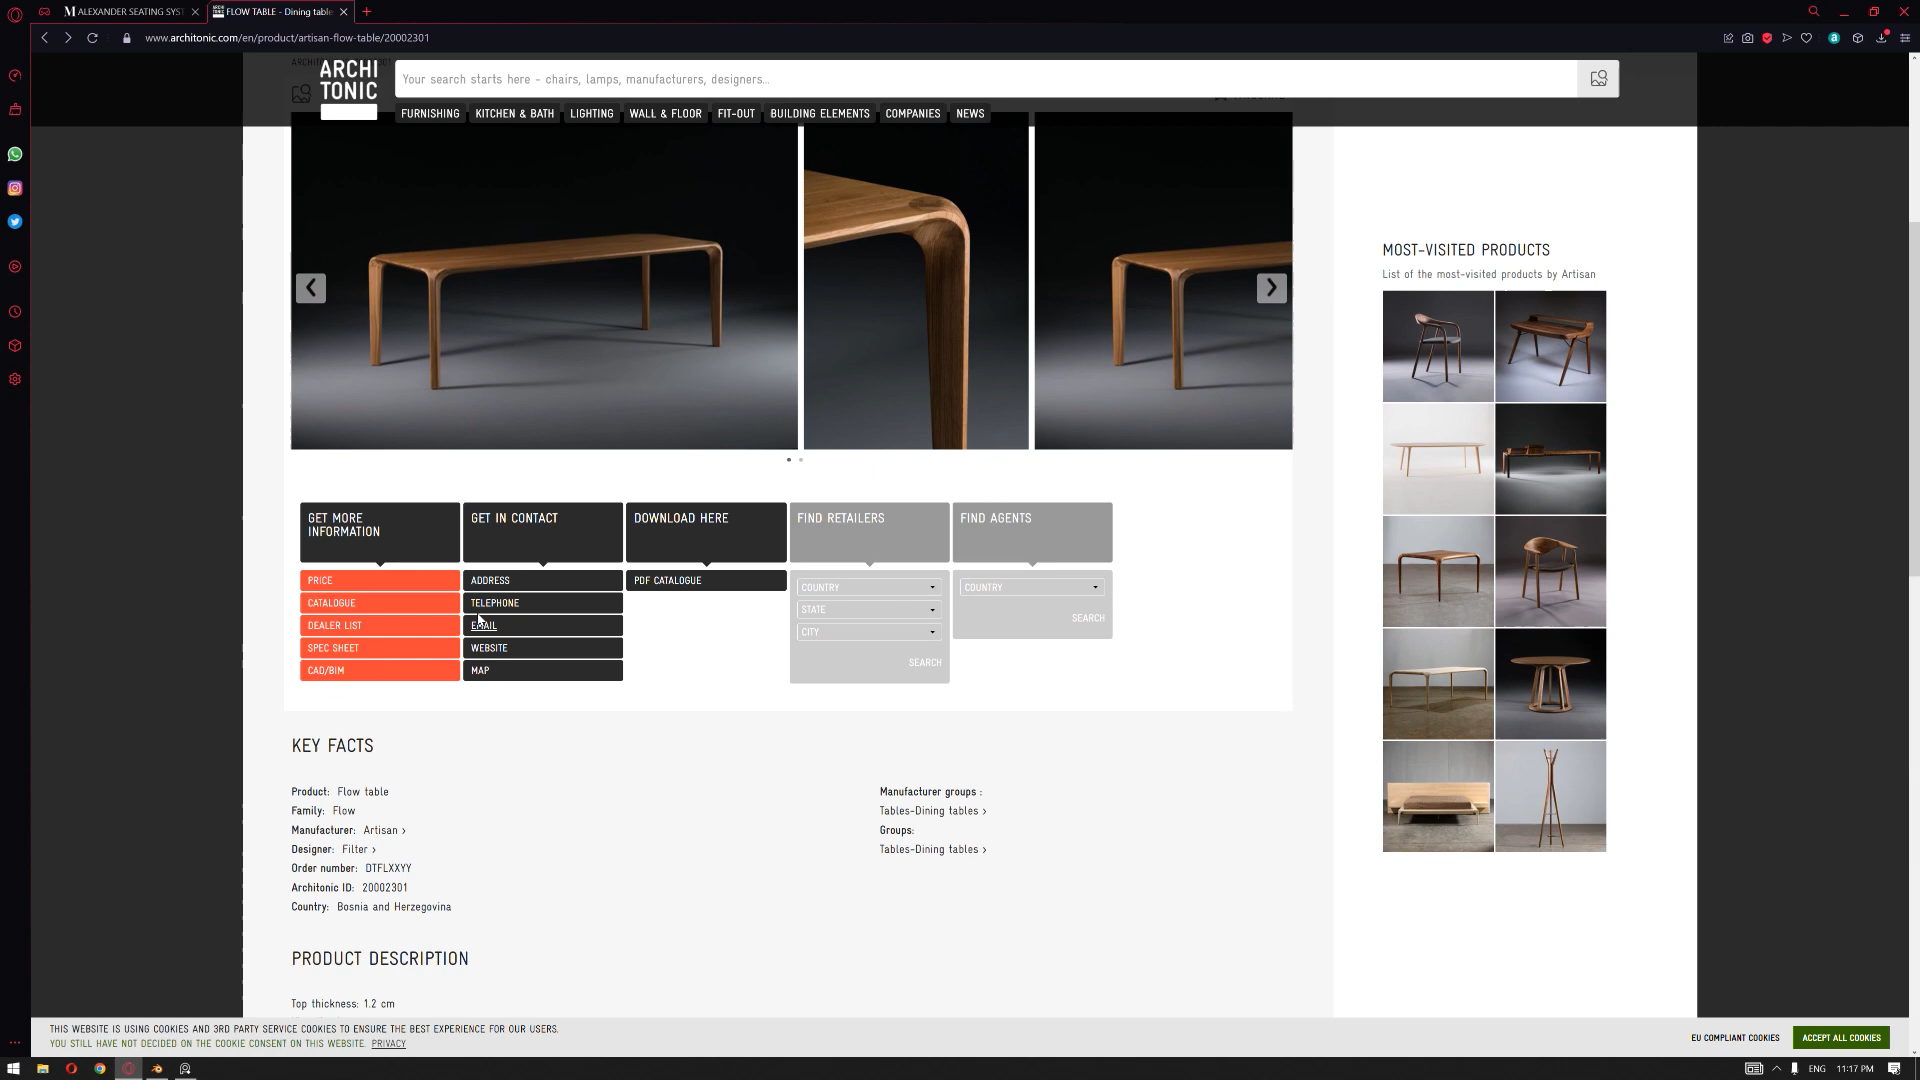 ALEXANDER SEATING SYST
FLOW TABLE - Dining table
www.architonic.com/en/product/artisan-flow-table/20002301
ARCHI
TONIC
Your search starts here - chairs, lamps, manufacturers, designers...
FURNISHING KITCHEN & BATH LIGHTING WALL & FLOOR FIT-OUT BUILDING ELEMENTS COMPANIES NEWS
MOST-VISITED PRODUCTS
List of the most-visited products by Artisan
GET MORE
INFORMATION
PRICE
CATALOGUE
DEALER LIST
SPEC SHEET
CAD/BIM
GET IN CONTACT
ADDRESS
TELEPHONE
EMAIL
WEBSITE
MAP
DOWNLOAD HERE
PDF CATALOGUE
FIND RETAILERS
COUNTRY
STATE
CITY
SEARCH
FIND AGENTS
COUNTRY
SEARCH
KEY FACTS
Product: Flow table
Family: Flow
Manufacturer: Artisan ›
Designer: Filter ›
Order number: DTFLXXYY
Architonic ID: 20002301
Country: Bosnia and Herzegovina
Manufacturer groups :
Tables-Dining tables ›
Groups:
Tables-Dining tables ›
PRODUCT DESCRIPTION
Top thickness: 1.2 cm
THIS WEBSITE IS USING COOKIES AND 3RD PARTY SERVICE COOKIES TO ENSURE THE BEST EXPERIENCE FOR OUR USERS.
YOU STILL HAVE NOT DECIDED ON THE COOKIE CONSENT ON THIS WEBSITE. PRIVACY
EU COMPLIANT COOKIES ACCEPT ALL COOKIES
ENG 11:17 PM